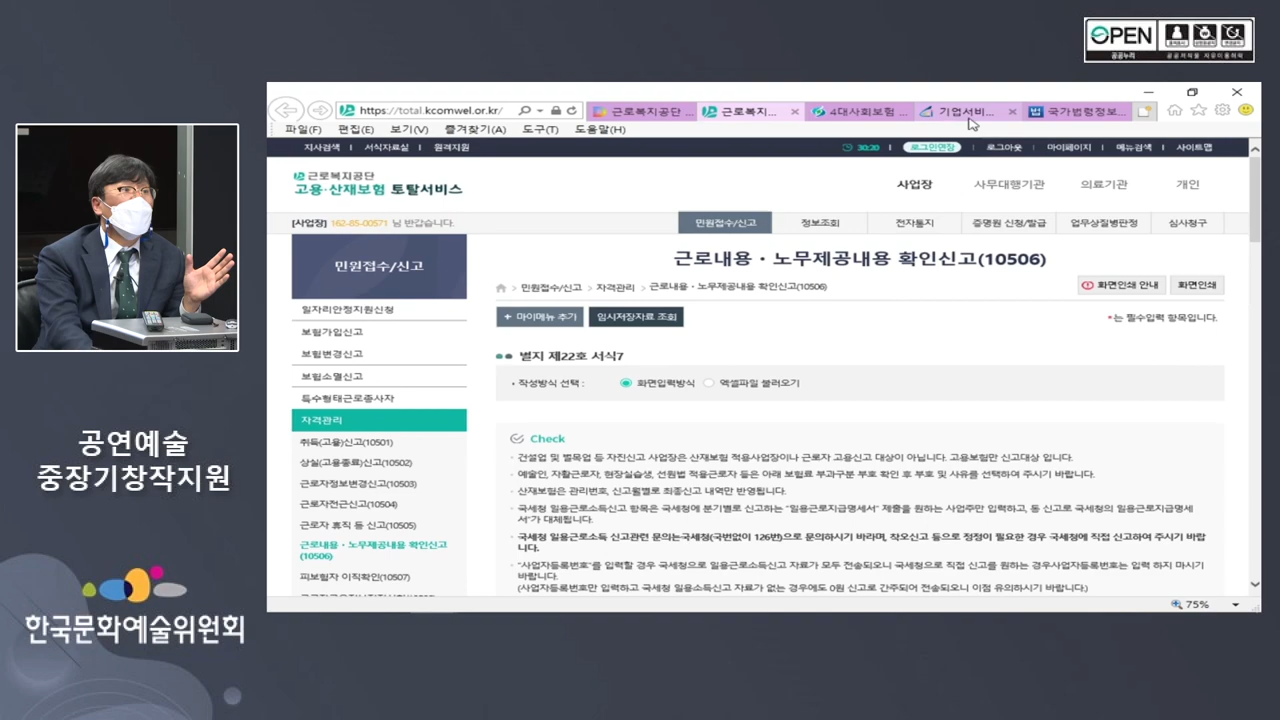 OPEN
공공누리
공공저작물 자유이용허락
https://total.kcomwel.or.kr/
근로복지공단 ...
근로복지...
4대사회보험 ...
기업서비...
국가법령정보...
파일(F) 편집(E) 보기(V) 즐겨찾기(A) 도구(T) 도움말(H)
지사검색 서식자료실 원격지원
30:20 로그인연장 로그아웃 마이페이지 메뉴검색 사이트맵
근로복지공단
고용·산재보험 토탈서비스
사업장 사무대행기관 의료기관 개인
[사업장] 162-85-00571 님 반갑습니다.
민원접수/신고 정보조회 전자통지 증명원 신청/발급 업무상질병판정 심사청구
민원접수/신고
일자리안정지원신청
보험가입신고
보험변경신고
보험소멸신고
특수형태근로종사자
자격관리
취득(고용)신고(10501)
상실(고용종료)신고(10502)
근로자정보변경신고(10503)
근로자전근신고(10504)
근로자 휴직 등 신고(10505)
근로내용·노무제공내용 확인신고
(10506)
피보험자 이직확인(10507)
근로내용·노무제공내용 확인신고(10506)
> 민원접수/신고 > 자격관리 > 근로내용·노무제공내용 확인신고(10506)
화면인쇄 안내 화면인쇄
+ 마이메뉴 추가 임시저장자료 조회
*는 필수입력 항목입니다.
별지 제22호 서식7
작성방식 선택 : 화면입력방식 엑셀파일 불러오기
Check
건설업 및 벌목업 등 자진신고 사업장은 산재보험 적용사업장이나 근로자 고용신고 대상이 아닙니다. 고용보험만 신고대상 입니다.
예술인, 자활근로자, 현장실습생, 선원법 적용근로자 등은 아래 보험료 부과구분 부호 확인 후 부호 및 사유를 선택하여 주시기 바랍니다.
산재보험은 관리번호, 신고월별로 최종신고 내역만 반영됩니다.
국세청 일용근로소득신고 항목은 국세청에 분기별로 신고하는 "일용근로지급명세서" 제출을 원하는 사업주만 입력하고, 동 신고로 국세청의 일용근로지급명세
서"가 대체됩니다.
국세청 일용근로소득 신고관련 문의는국세청(국번없이 126번)으로 문의하시기 바라며, 착오신고 등으로 정정이 필요한 경우 국세청에 직접 신고하여 주시기 바랍
니다.
"사업자등록번호"를 입력할 경우 국세청으로 일용근로소득신고 자료가 모두 전송되오니 국세청으로 직접 신고를 원하는 경우사업자등록번호는 입력 하지 마시기
바랍니다.
(사업자등록번호만 입력하고 국세청 일용소득신고 자료가 없는 경우에도 0원 신고로 간주되어 전송되오니 이점 유의하시기 바랍니다.)
75%
공연예술
중장기창작지원
한국문화예술위원회